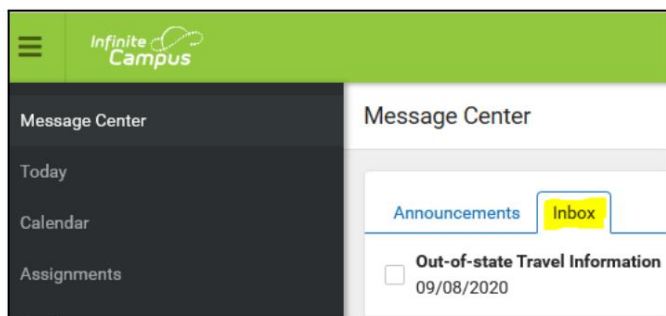 Infinite
Campus
Message Center
Today
Calendar
Assignments
Message Center
Announcements Inbox
Out-of-state Travel Information
09/08/2020